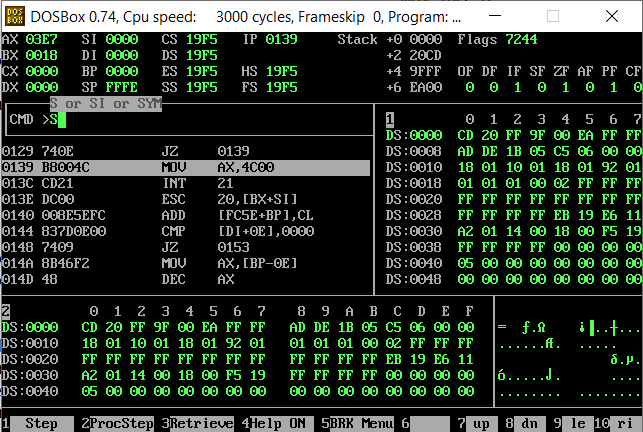 DOSBox 0.74, Cpu speed: 3000 cycles, Frameskip 0, Program: ...
AX 03E7 SI 0000 CS 19F5 IP 0139 Stack +0 0000 Flags 7244
BX 0018 DI 0000 DS 19F5 +2 20CD
CX 0000 BP 0000 ES 19F5 HS 19F5 +4 9FFF OF DF IF SF ZF AF PF CF
DX 0000 SP FFFE SS 19F5 FS 19F5 +6 EA00 0 0 1 0 1 0 1 0
S or SI or SYM
CMD >S
0129 740E JZ 0139
0139 B8004C MOV AX,4C00
013C CD21 INT 21
013E DC00 ESC 20,[BX+SI]
0140 008E5EFC ADD [FC5E+BP],CL
0144 837D0E00 CMP [DI+0E],0000
0148 7409 JZ 0153
014A 8B46F2 MOV AX,[BP-0E]
014D 48 DEC AX
1 0 1 2 3 4 5 6 7
DS:0000 CD 20 FF 9F 00 EA FF FF
DS:0008 AD DE 1B 05 C5 06 00 00
DS:0010 18 01 10 01 18 01 92 01
DS:0018 01 01 01 00 02 FF FF FF
DS:0020 FF FF FF FF FF FF FF FF
DS:0028 FF FF FF FF EB 19 E6 11
DS:0030 A2 01 14 00 18 00 F5 19
DS:0038 FF FF FF FF 00 00 00 00
DS:0040 05 00 00 00 00 00 00 00
DS:0048 00 00 00 00 00 00 00 00
2 0 1 2 3 4 5 6 7 8 9 A B C D E F
DS:0000 CD 20 FF 9F 00 EA FF FF AD DE 1B 05 C5 06 00 00
DS:0010 18 01 10 01 18 01 92 01 01 01 01 00 02 FF FF FF
DS:0020 FF FF FF FF FF FF FF FF FF FF FF FF EB 19 E6 11
DS:0030 A2 01 14 00 18 00 F5 19 FF FF FF FF 00 00 00 00
DS:0040 05 00 00 00 00 00 00 00 00 00 00 00 00 00 00 00
= ƒ.Ω ¡▐..┼...
......Æ. .....
δ.µ.
ó.....⌡. ....
........ ........
1 Step 2ProcStep 3Retrieve 4Help ON 5BRK Menu 6 7 up 8 dn 9 le 10 ri